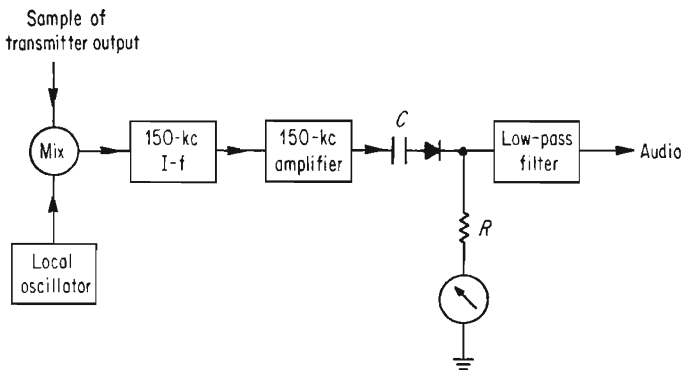 Sample of
transmitter output
Mix
150-kc
I-f
150-kc
amplifier
C
Low-pass
filter
Audio
R
Local
oscillator